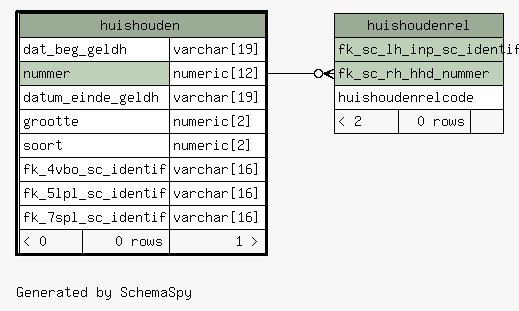 huishouden
dat_beg_geldh varchar[19]
nummer numeric[12]
datum_einde_geldh varchar[19]
grootte numeric[2]
soort numeric[2]
fk_4vbo_sc_identif varchar[16]
fk_5lpl_sc_identif varchar[16]
fk_7spl_sc_identif varchar[16]
< 0 0 rows 1 >
huishoudenrel
fk_sc_lh_inp_sc_identif
fk_sc_rh_hhd_nummer
huishoudenrelcode
< 2 0 rows
Generated by SchemaSpy